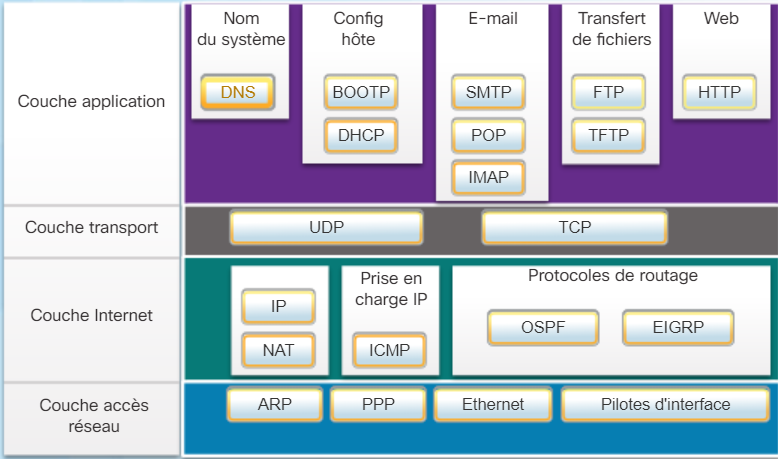 Couche application
Nom
du système
DNS
Config
hôte
BOOTP
DHCP
E-mail
SMTP
POP
IMAP
Transfert
de fichiers
FTP
TFTP
Web
HTTP
Couche transport
UDP
TCP
Couche Internet
IP
NAT
Prise en
charge IP
ICMP
Protocoles de routage
OSPF
EIGRP
Couche accès
réseau
ARP
PPP
Ethernet
Pilotes d'interface